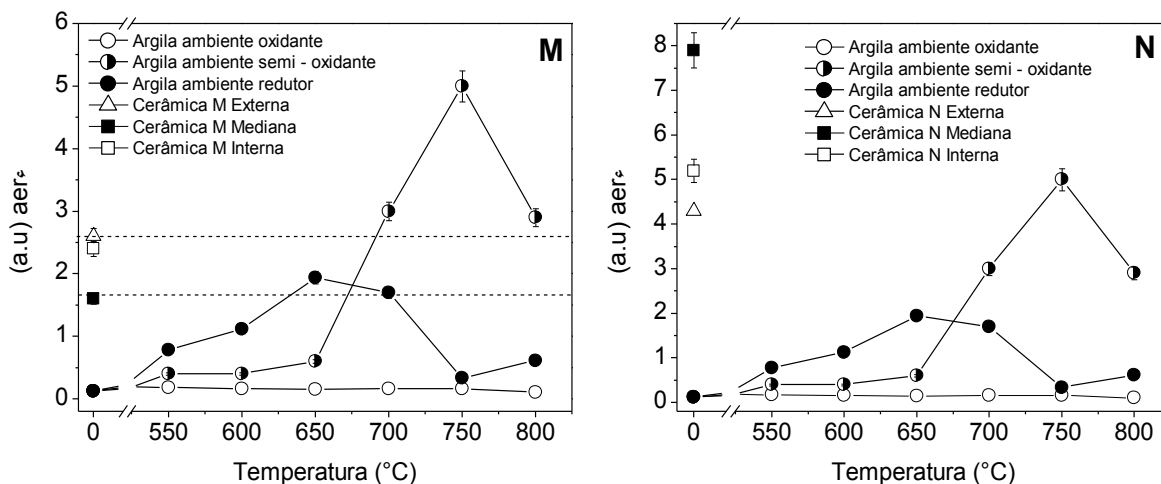 M
Argila ambiente oxidante
Argila ambiente semi - oxidante
Argila ambiente redutor
Cerâmica M Externa
Cerâmica M Mediana
Cerâmica M Interna
6
5
4
3
2
1
0
0 550 600 650 700 750 800
Temperatura (°C)
(a.u)
N
Argila ambiente oxidante
Argila ambiente semi - oxidante
Argila ambiente redutor
Cerâmica N Externa
Cerâmica N Mediana
Cerâmica N Interna
8
7
6
5
4
3
2
1
0
0 550 600 650 700 750 800
Temperatura (°C)
(a.u)